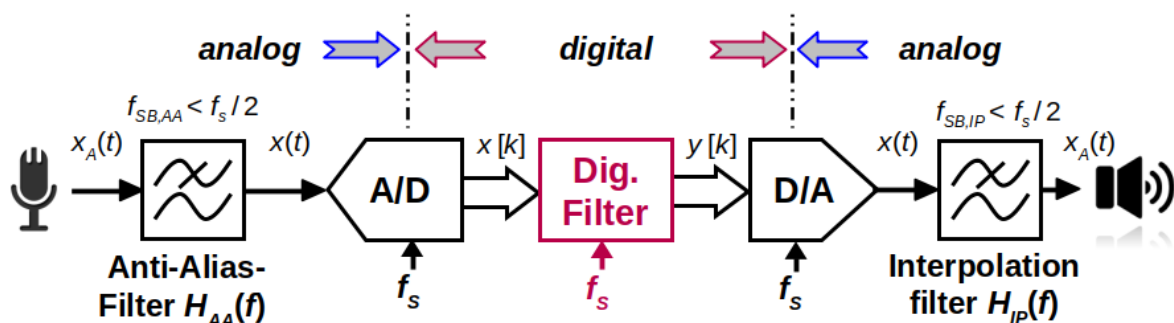 analog digital analog
f_SB,AA < f_s / 2 f_SB,IP < f_s / 2
x_A(t) x(t) x [k] y [k] x(t) x_A(t)
A/D Dig. Filter D/A
Anti-Alias- Interpolation
Filter H_AA(f) filter H_IP(f)
f_S f_S f_S